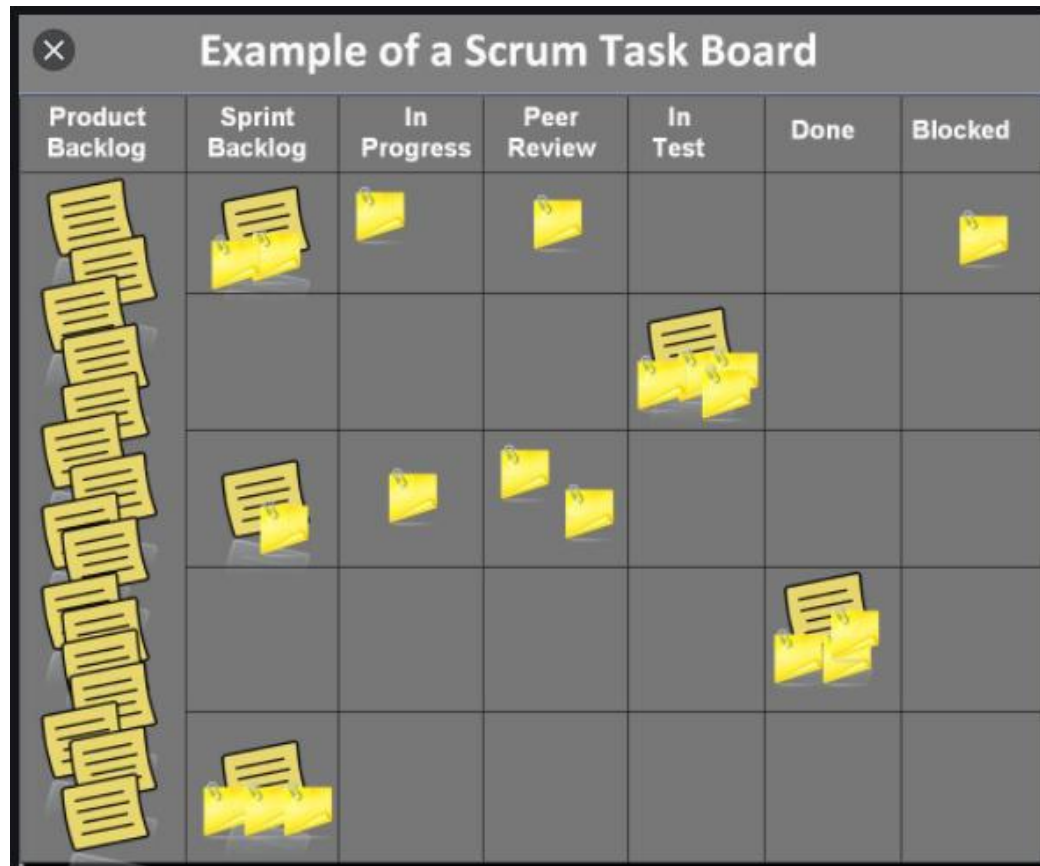 Example of a Scrum Task Board
Product Backlog
Sprint Backlog
In Progress
Peer Review
In Test
Done
Blocked